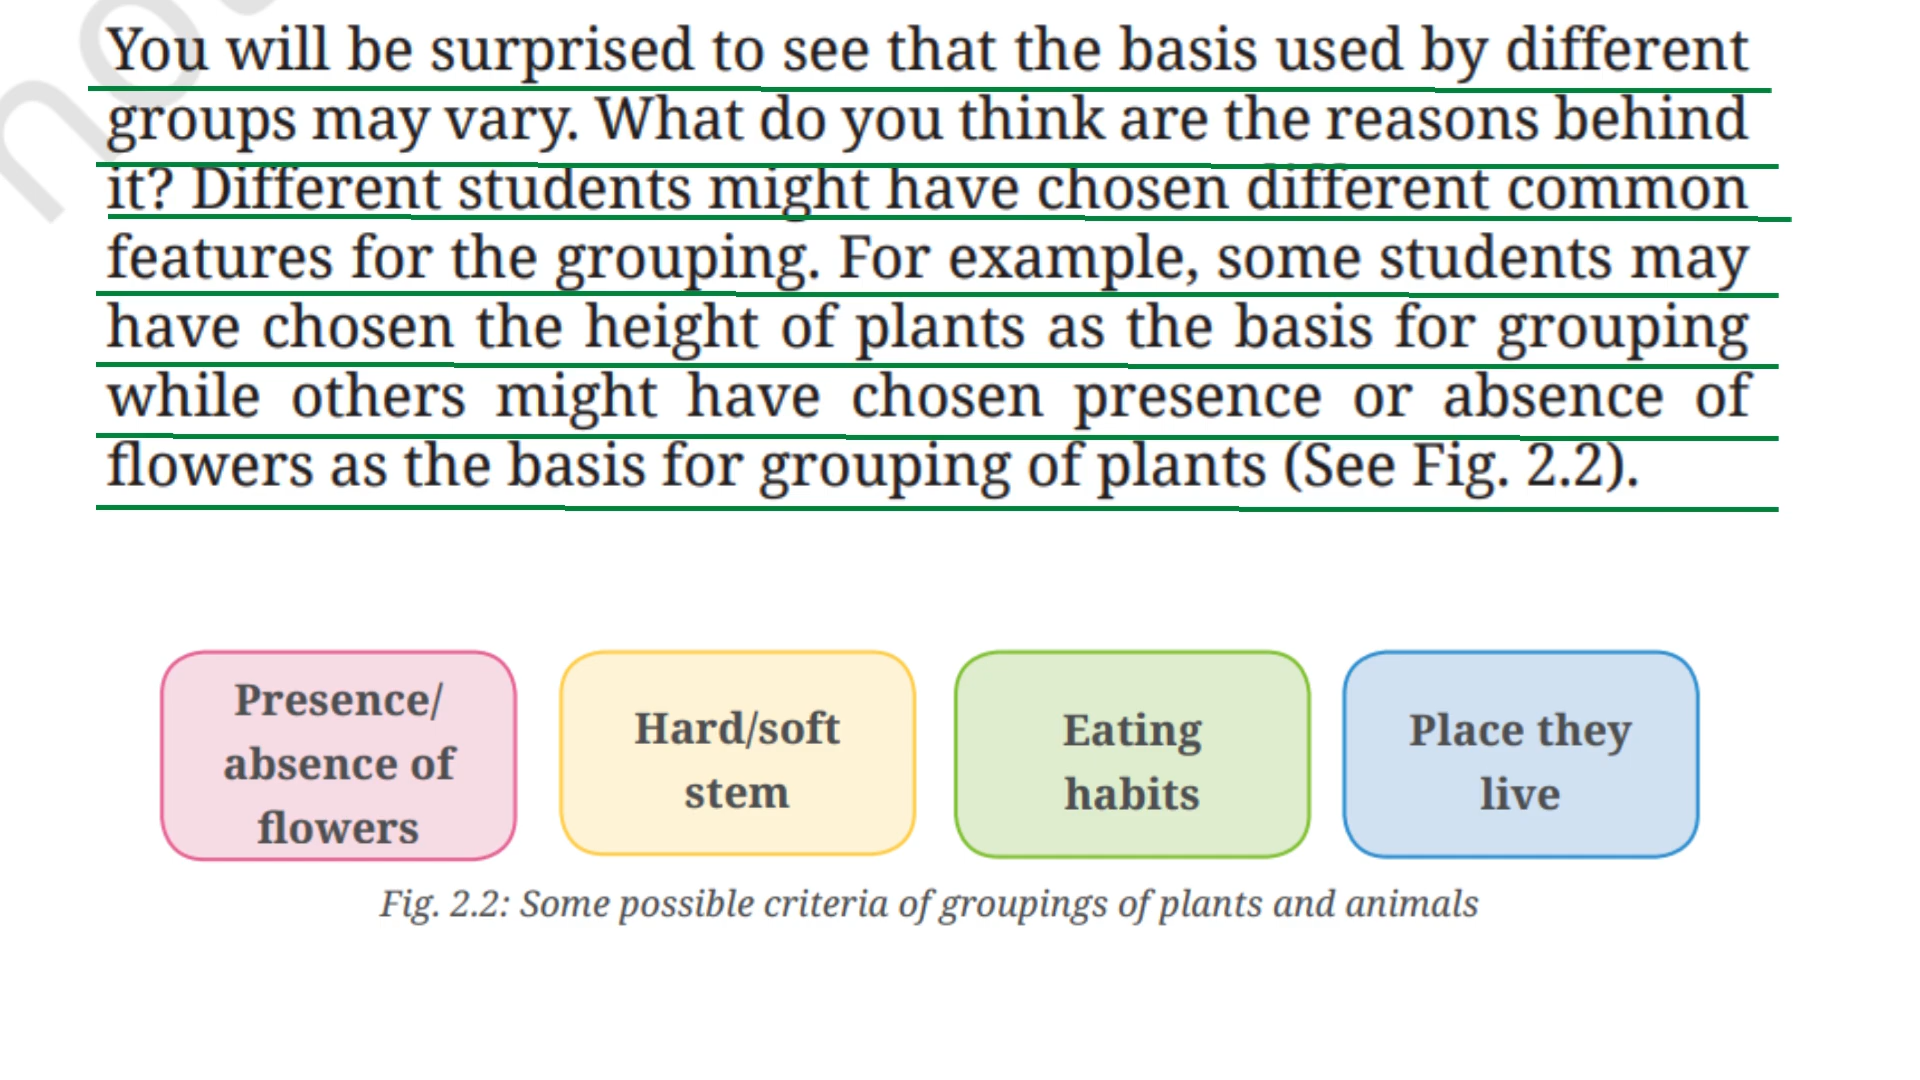 You will be surprised to see that the basis used by different
groups may vary. What do you think are the reasons behind
it? Different students might have chosen different common
features for the grouping. For example, some students may
have chosen the height of plants as the basis for grouping
while others might have chosen presence or absence of
flowers as the basis for grouping of plants (See Fig. 2.2).
Presence/
absence of
flowers
Hard/soft
stem
Eating
habits
Place they
live
Fig. 2.2: Some possible criteria of groupings of plants and animals